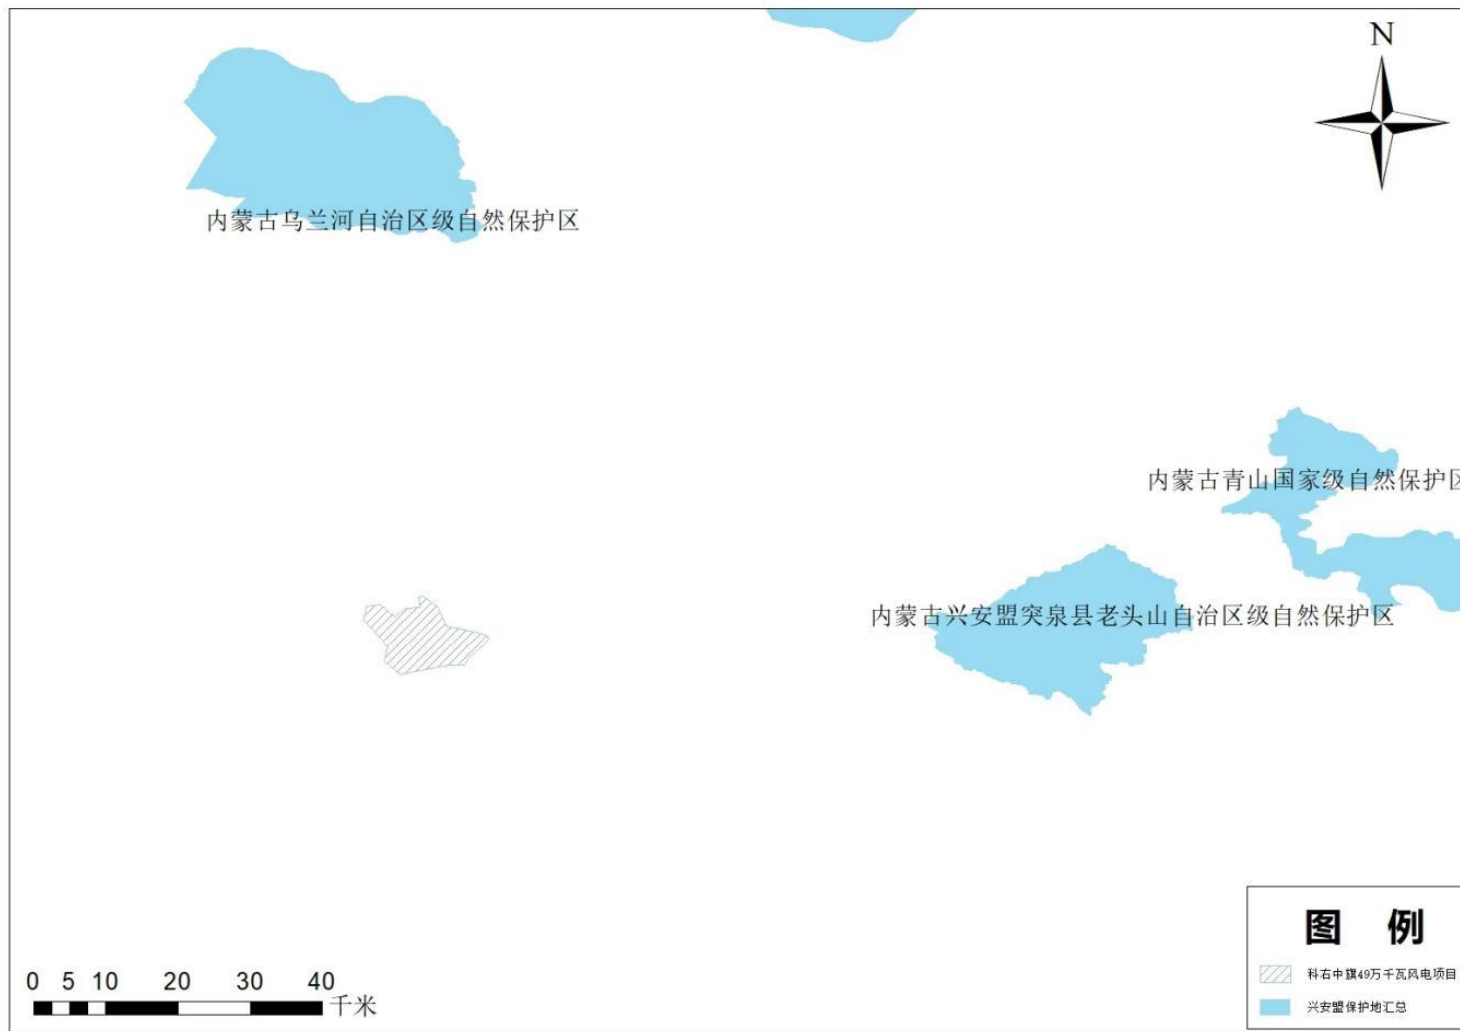 N
内蒙古乌兰河自治区级自然保护区
内蒙古青山国家级自然保护区
内蒙古兴安盟突泉县老头山自治区级自然保护区
图 例
科右中旗49万千瓦风电项目
兴安盟保护地汇总
0 5 10 20 30 40
千米